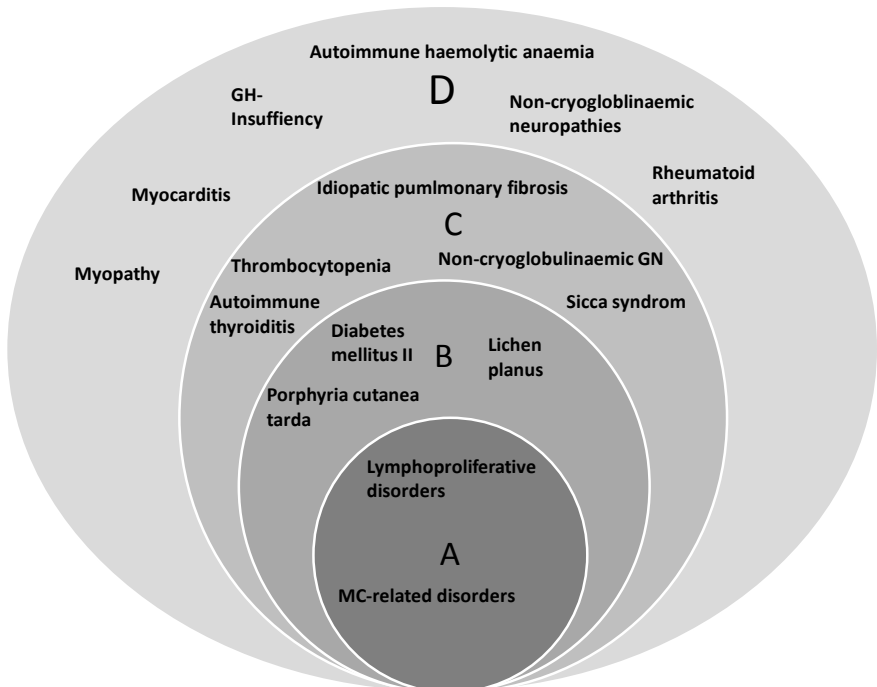 Autoimmune haemolytic anaemia
D
GH-
Insuffiency
Non-cryogloblinaemic
neuropathies
Rheumatoid
arthritis
Myocarditis
Myopathy
Idiopatic pumlmonary fibrosis
C
Thrombocytopenia
Non-cryoglobulinaemic GN
Autoimmune
thyroiditis
Sicca syndrom
Diabetes
mellitus II
B
Lichen
planus
Porphyria cutanea
tarda
Lymphoproliferative
disorders
A
MC-related disorders